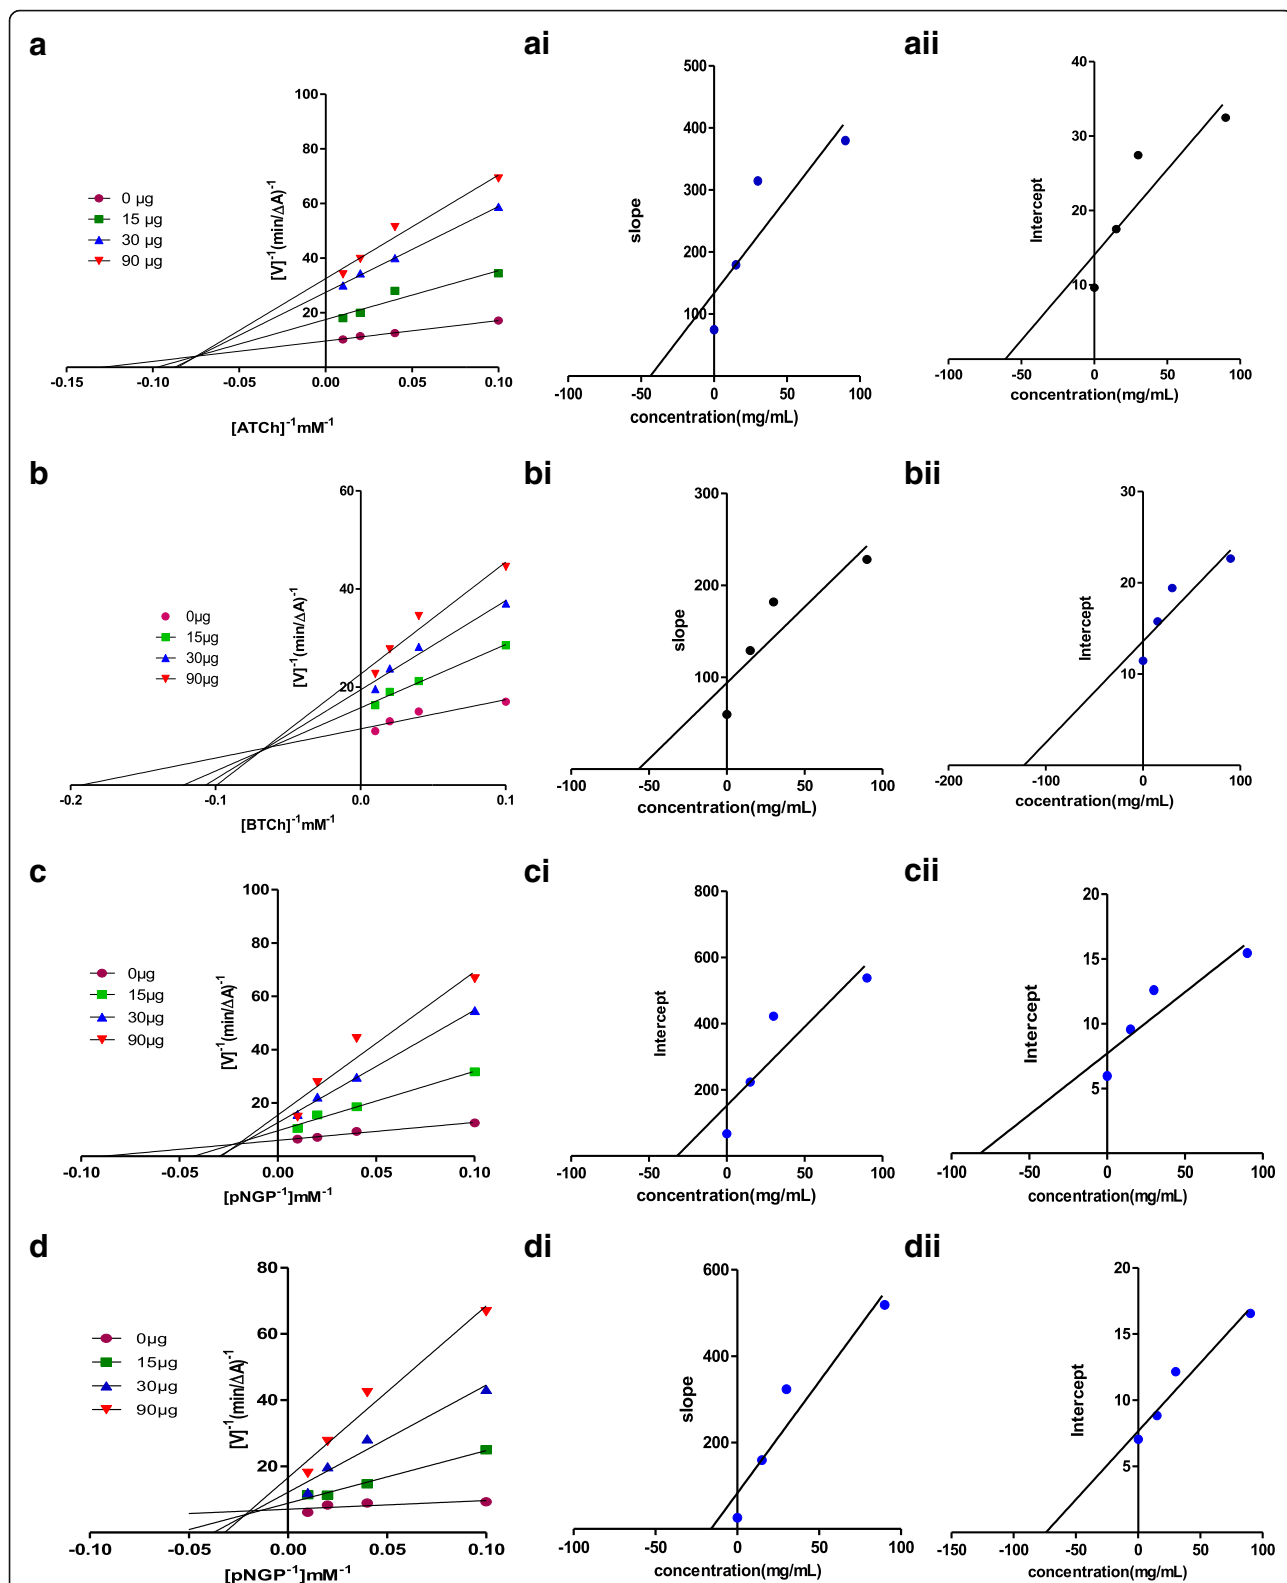 a
100
80
60
40
20
[V]⁻¹(min/ΔA)⁻¹
0 µg
15 µg
30 µg
90 µg
-0.15 -0.10 -0.05 0.00 0.05 0.10
[ATCh]⁻¹mM⁻¹
ai
500
400
300
200
100
slope
-100 -50 0 50 100
concentration(mg/mL)
aii
40
30
20
10
Intercept
-100 -50 0 50 100
concentration(mg/mL)
b
60
40
20
[V]⁻¹(min/ΔA)⁻¹
0µg
15µg
30µg
90µg
-0.2 -0.1 0.0 0.1
[BTCh]⁻¹mM⁻¹
bi
300
200
100
slope
-100 -50 0 50 100
concentration(mg/mL)
bii
30
20
10
Intercept
-200 -100 0 100
cocentration(mg/mL)
c
100
80
60
40
20
[V]⁻¹(min/ΔA)⁻¹
0µg
15µg
30µg
90µg
-0.10 -0.05 0.00 0.05 0.10
[pNGP⁻¹]mM⁻¹
ci
800
600
400
200
Intercept
-100 -50 0 50 100
concentration(mg/mL)
cii
20
15
10
5
Intercept
-100 -50 0 50 100
concentration(mg/mL)
d
80
60
40
20
[V]⁻¹(min/ΔA)⁻¹
0µg
15µg
30µg
90µg
-0.10 -0.05 0.00 0.05 0.10
[pNGP⁻¹]mM⁻¹
di
600
400
200
slope
-100 -50 0 50 100
concentration(mg/mL)
dii
20
15
10
5
Intercept
-150 -100 -50 0 50 100
concentration(mg/mL)